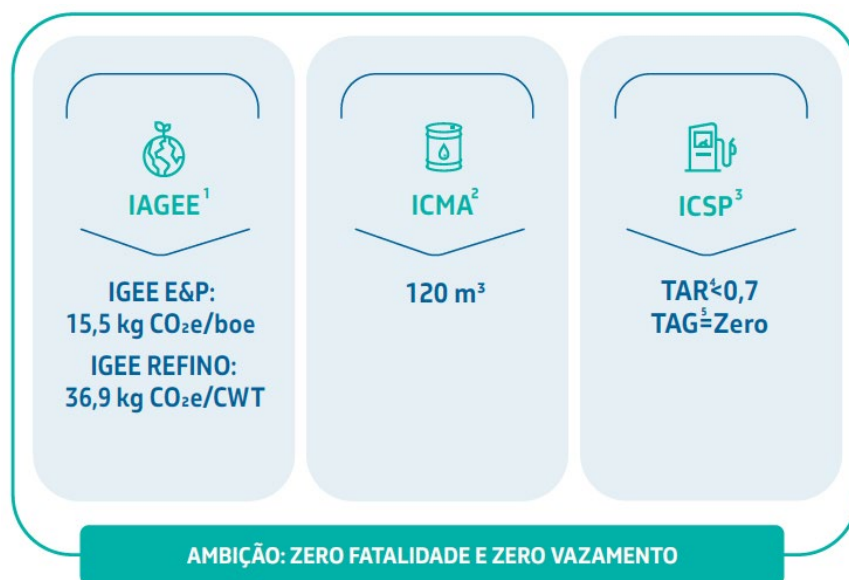 IAGEE¹
IGEE E&P:
15,5 kg CO₂e/boe
IGEE REFINO:
36,9 kg CO₂e/CWT
ICMA²
120 m³
ICSP³
TAR⁴<0,7
TAG⁵=Zero
AMBIÇÃO: ZERO FATALIDADE E ZERO VAZAMENTO